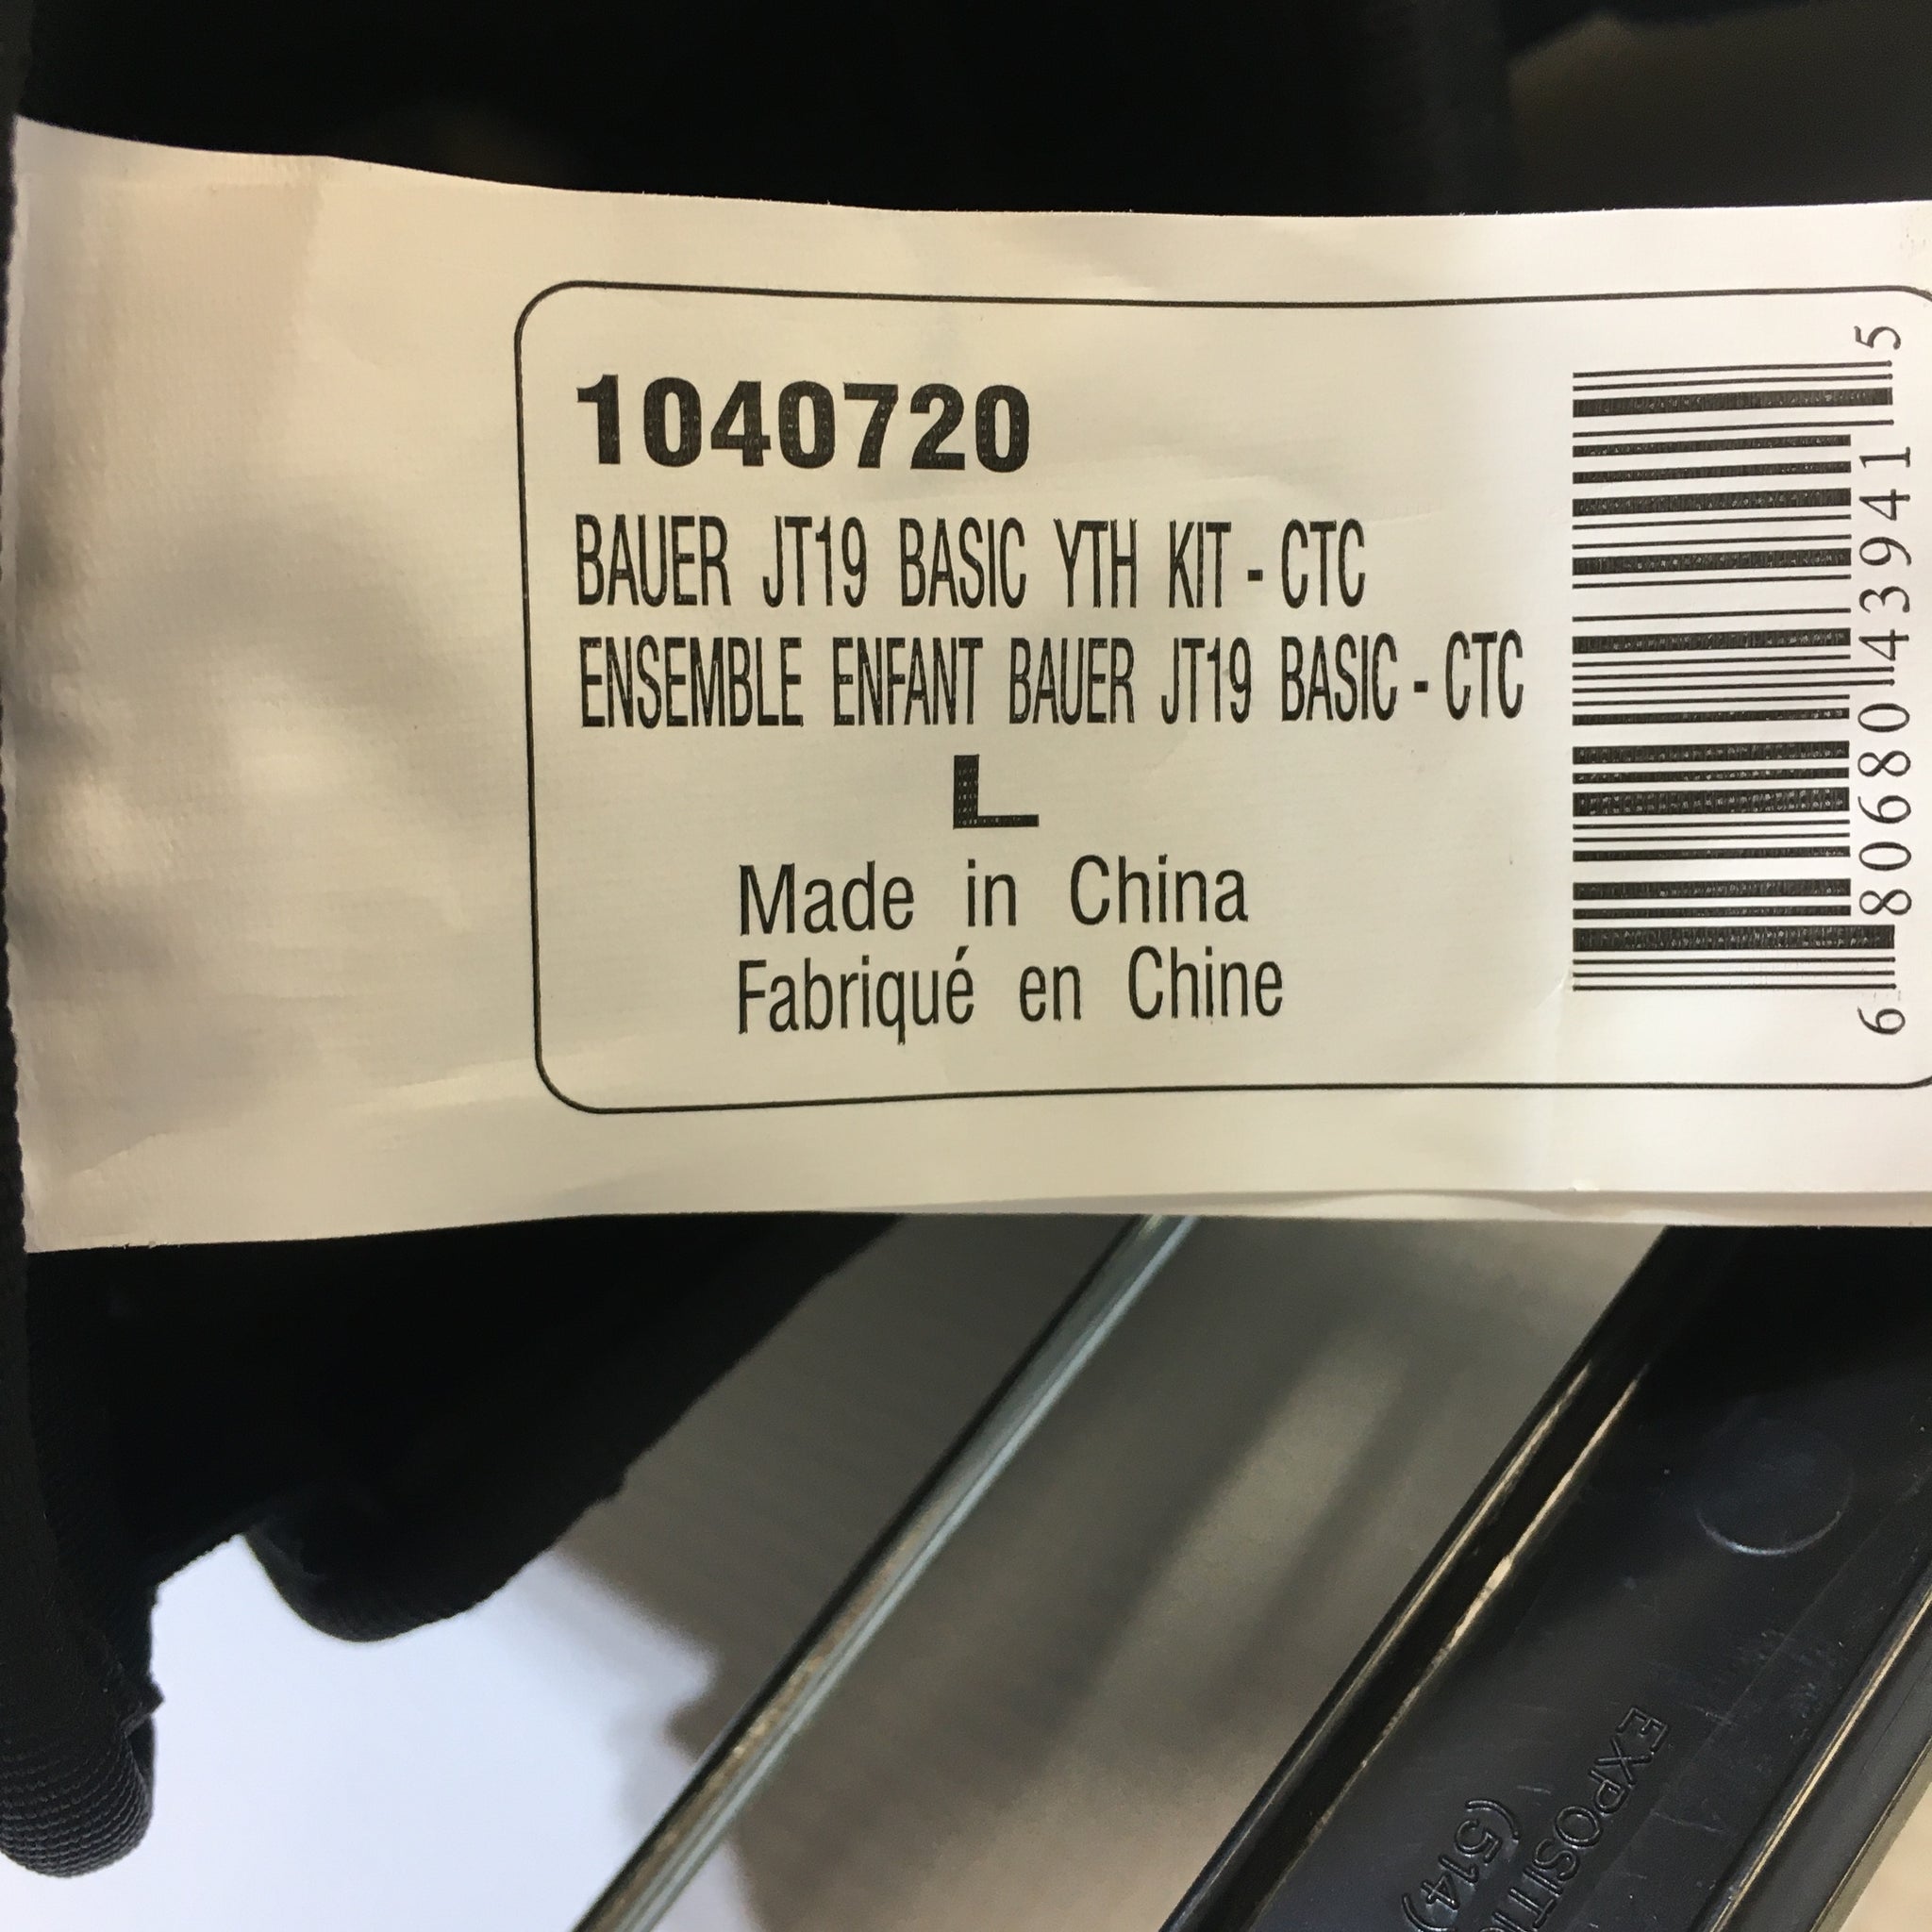 1040720
BAUER JT19 BASIC YTH KIT - CTC
ENSEMBLE ENFANT BAUER JT19 BASIC - CTC
L
Made in China
Fabriqué en Chine
6 80680 43941 5
(514)